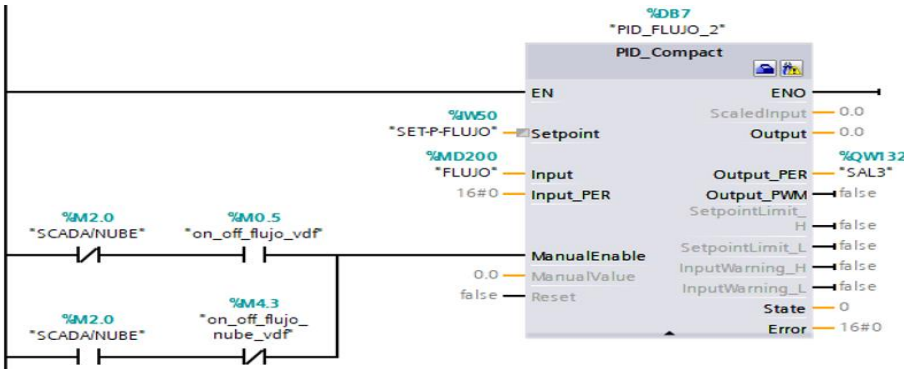 %DB7
"PID_FLUJO_2"
PID_Compact
EN
ENO
ScaledInput
0.0
%IW50
"SET-P-FLUJO"
Setpoint
Output
0.0
%MD200
"FLUJO"
Input
Output_PER
%QW132
"SAL3"
16#0
Input_PER
Output_PWM
false
SetpointLimit_
H
false
%M2.0
"SCADA/NUBE"
%M0.5
"on_off_flujo_vdf"
ManualEnable
SetpointLimit_L
false
InputWarning_H
false
0.0
ManualValue
InputWarning_L
false
false
Reset
State
0
Error
16#0
%M2.0
"SCADA/NUBE"
%M4.3
"on_off_flujo_
nube_vdf"